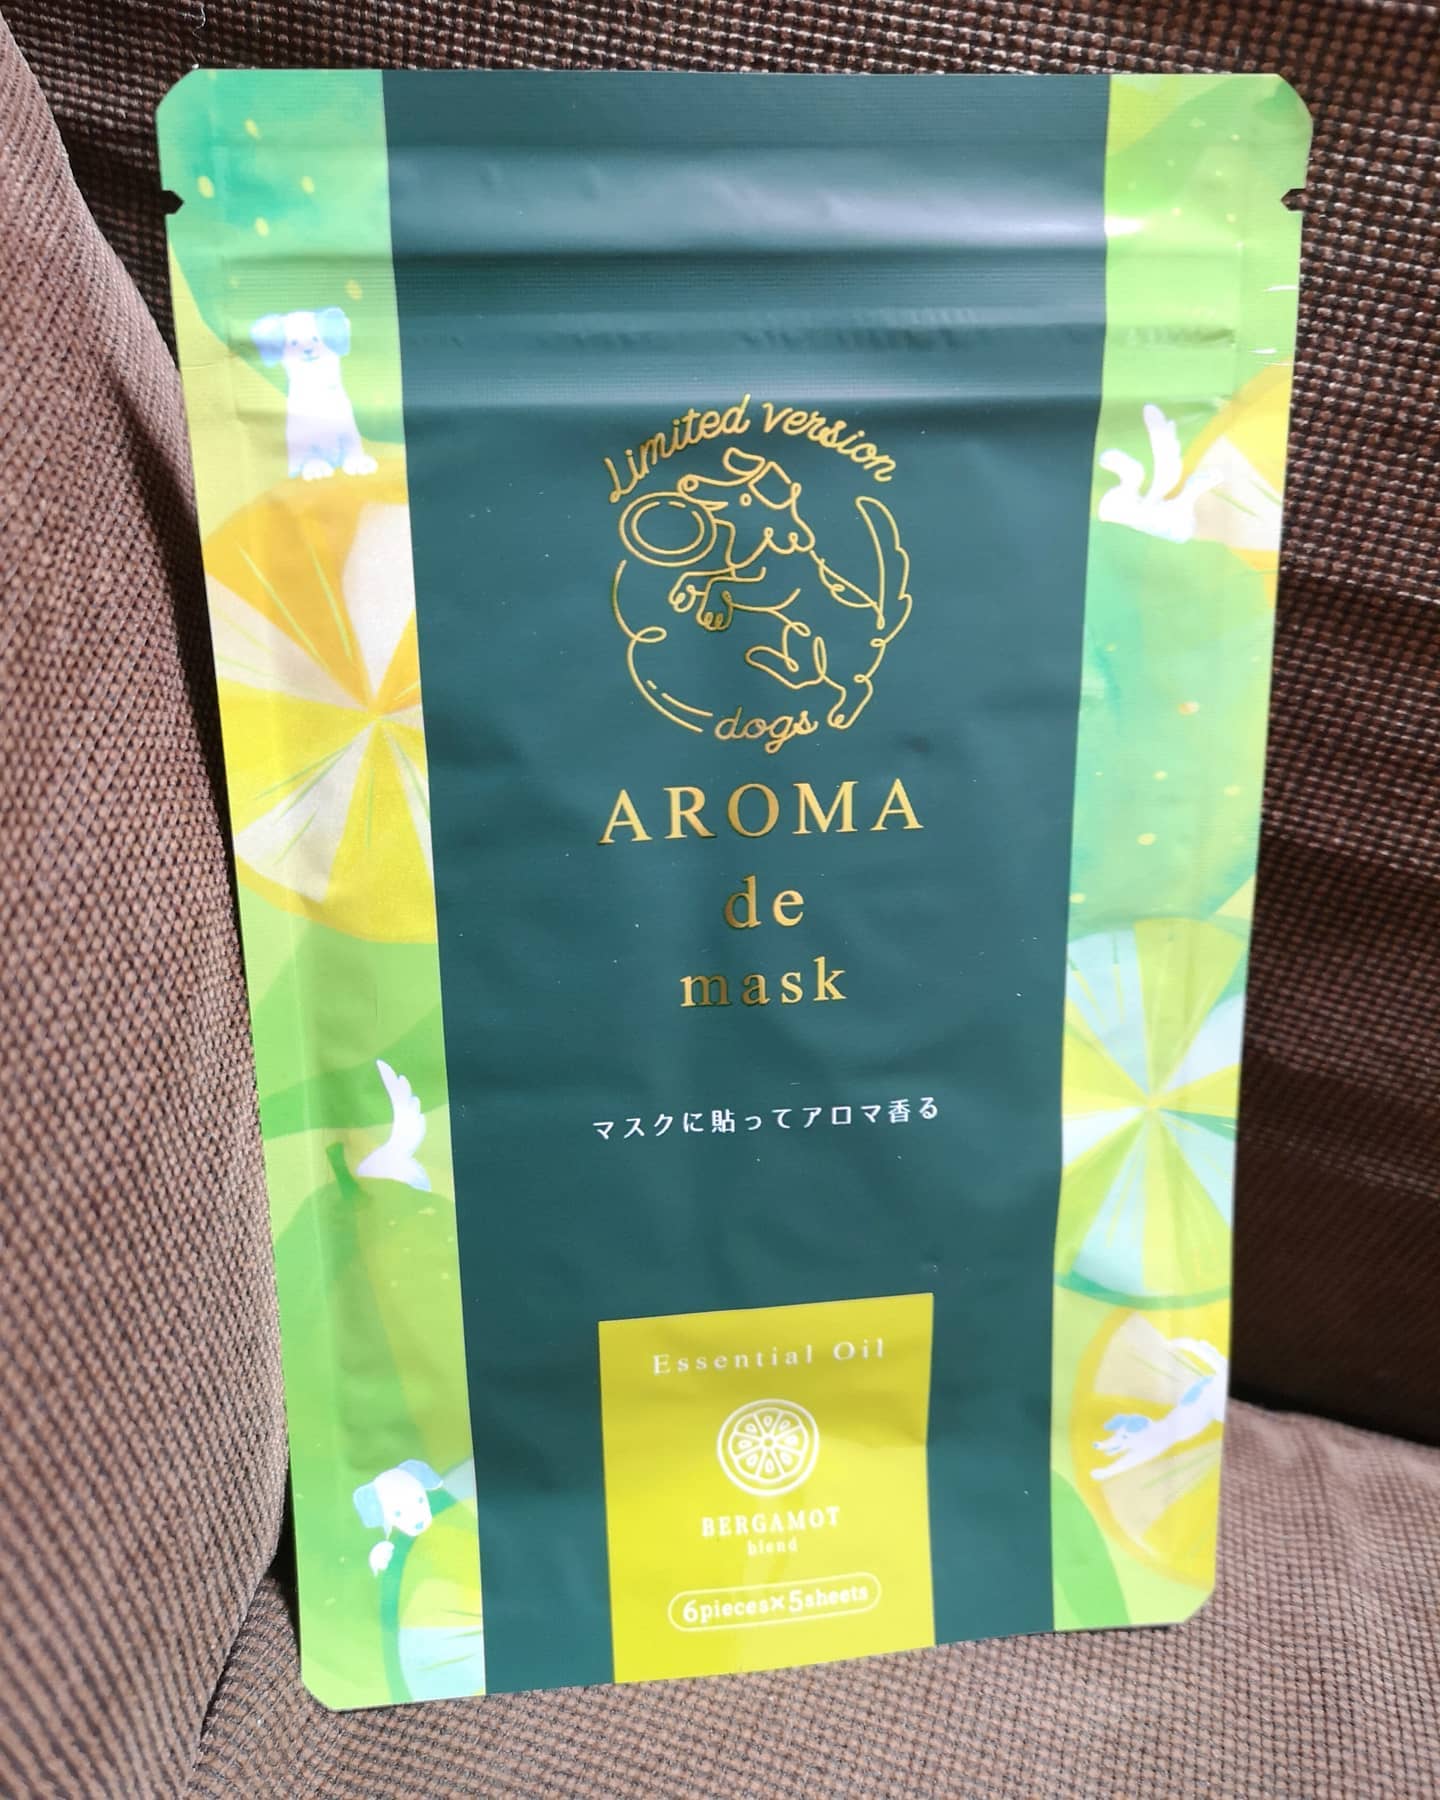 Limited version
dogs
AROMA
de
mask
マスクに貼ってアロマ香る
Essential Oil
BERGAMOT
blend
6pieces×5sheets